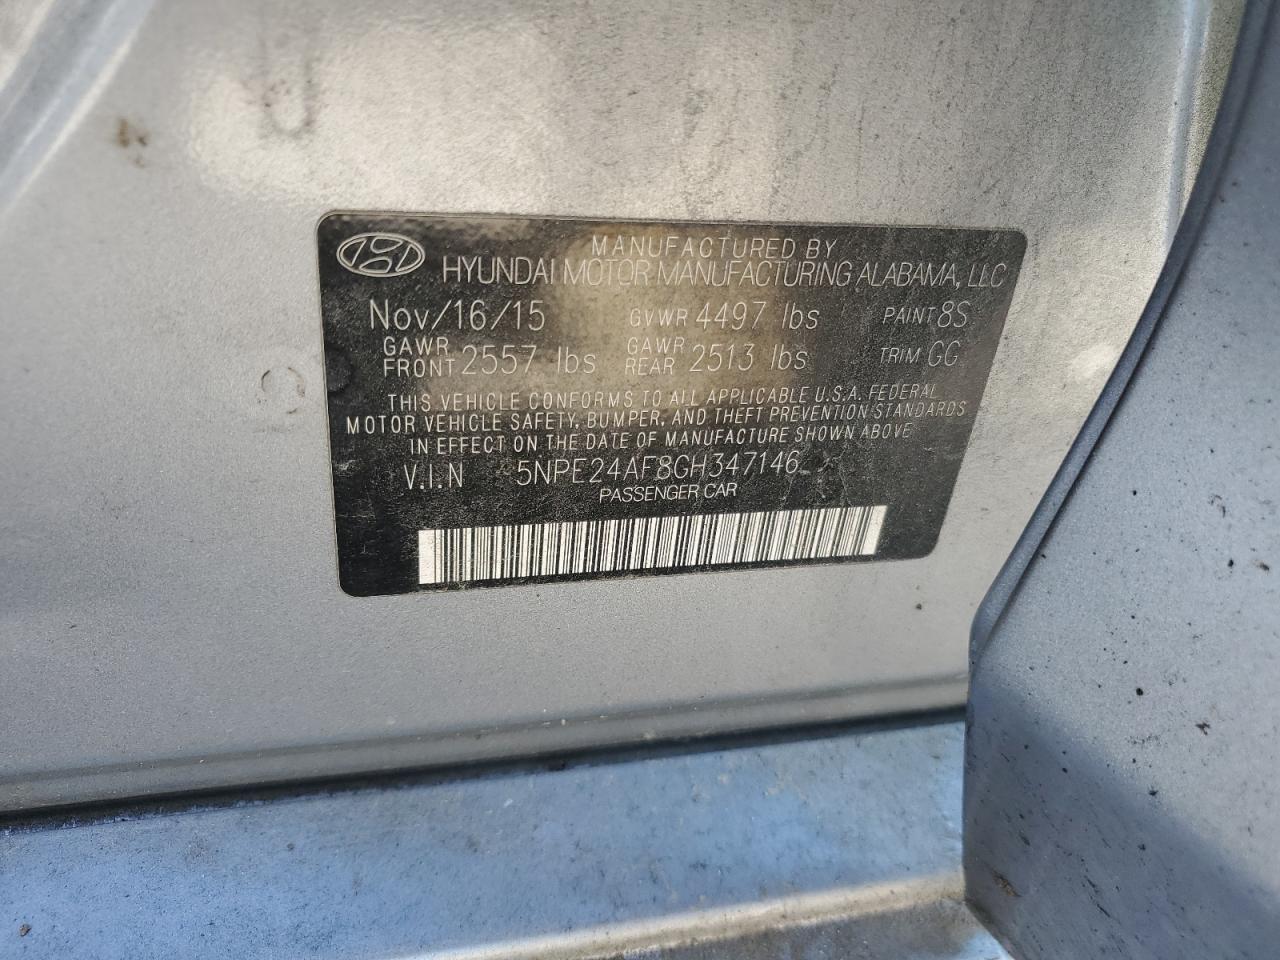 MANUFACTURED BY
HYUNDAI MOTOR MANUFACTURING ALABAMA, LLC
Nov/16/15 GVWR 4497 lbs PAINT 8S
GAWR FRONT 2557 lbs GAWR REAR 2513 lbs TRIM GG
THIS VEHICLE CONFORMS TO ALL APPLICABLE U.S.A. FEDERAL
MOTOR VEHICLE SAFETY, BUMPER, AND THEFT PREVENTION STANDARDS
IN EFFECT ON THE DATE OF MANUFACTURE SHOWN ABOVE
V.I.N 5NPE24AF8GH347146
PASSENGER CAR